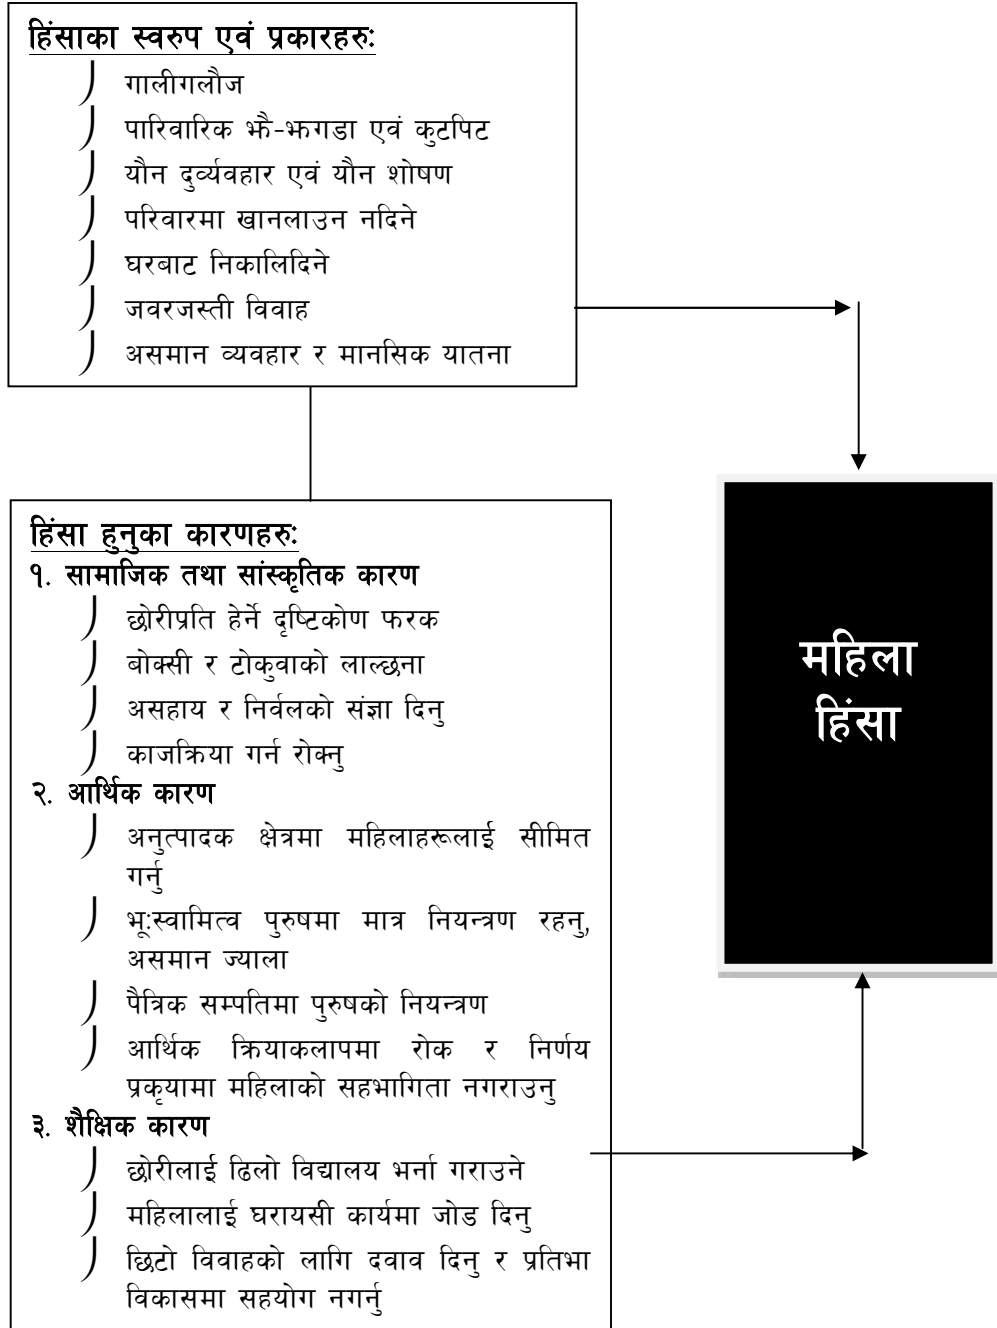 हिंसाका स्वरुप एवं प्रकारहरुः
गालीगलौज
पारिवारिक झै-झगडा एवं कुटपिट
यौन दुर्व्यवहार एवं यौन शोषण
परिवारमा खानलाउन नदिने
घरबाट निकालिदिने
जवरजस्ती विवाह
असमान व्यवहार र मानसिक यातना
हिंसा हुनुका कारणहरुः
१. सामाजिक तथा सांस्कृतिक कारण
छोरीप्रति हेर्ने दृष्टिकोण फरक
बोक्सी र टोकुवाको लाल्छना
असहाय र निर्वलको संज्ञा दिनु
काजक्रिया गर्न रोक्नु
२. आर्थिक कारण
अनुत्पादक क्षेत्रमा महिलाहरूलाई सीमित
गर्नु
भूःस्वामित्व पुरुषमा मात्र नियन्त्रण रहनु,
असमान ज्याला
पैत्रिक सम्पतिमा पुरुषको नियन्त्रण
आर्थिक क्रियाकलापमा रोक र निर्णय
प्रकृयामा महिलाको सहभागिता नगराउनु
३. शैक्षिक कारण
छोरीलाई ढिलो विद्यालय भर्ना गराउने
महिलालाई घरायसी कार्यमा जोड दिनु
छिटो विवाहको लागि दवाव दिनु र प्रतिभा
विकासमा सहयोग नगर्नु
महिला
हिंसा